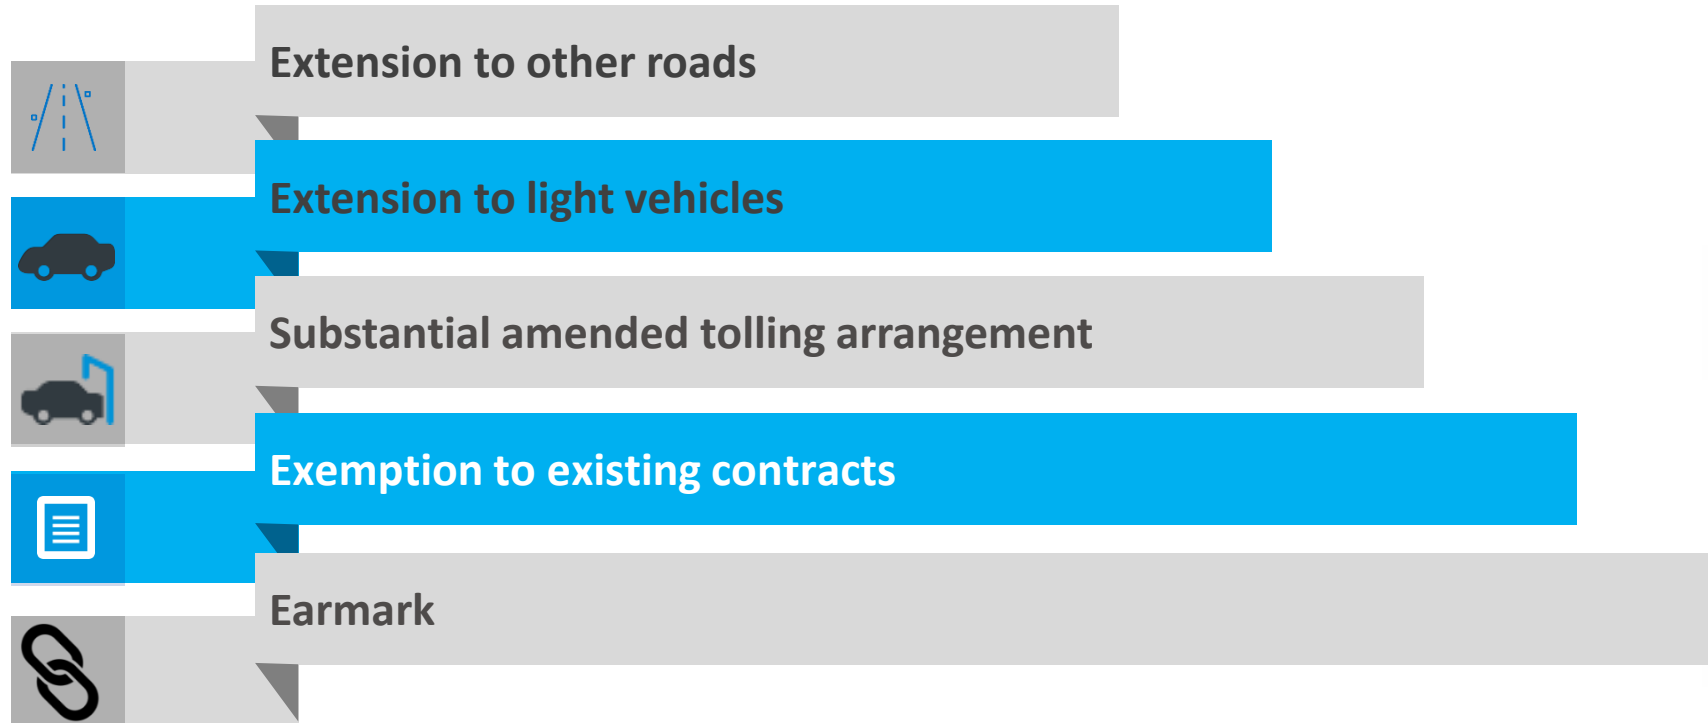 Extension to other roads
Extension to light vehicles
Substantial amended tolling arrangement
Exemption to existing contracts
Earmark